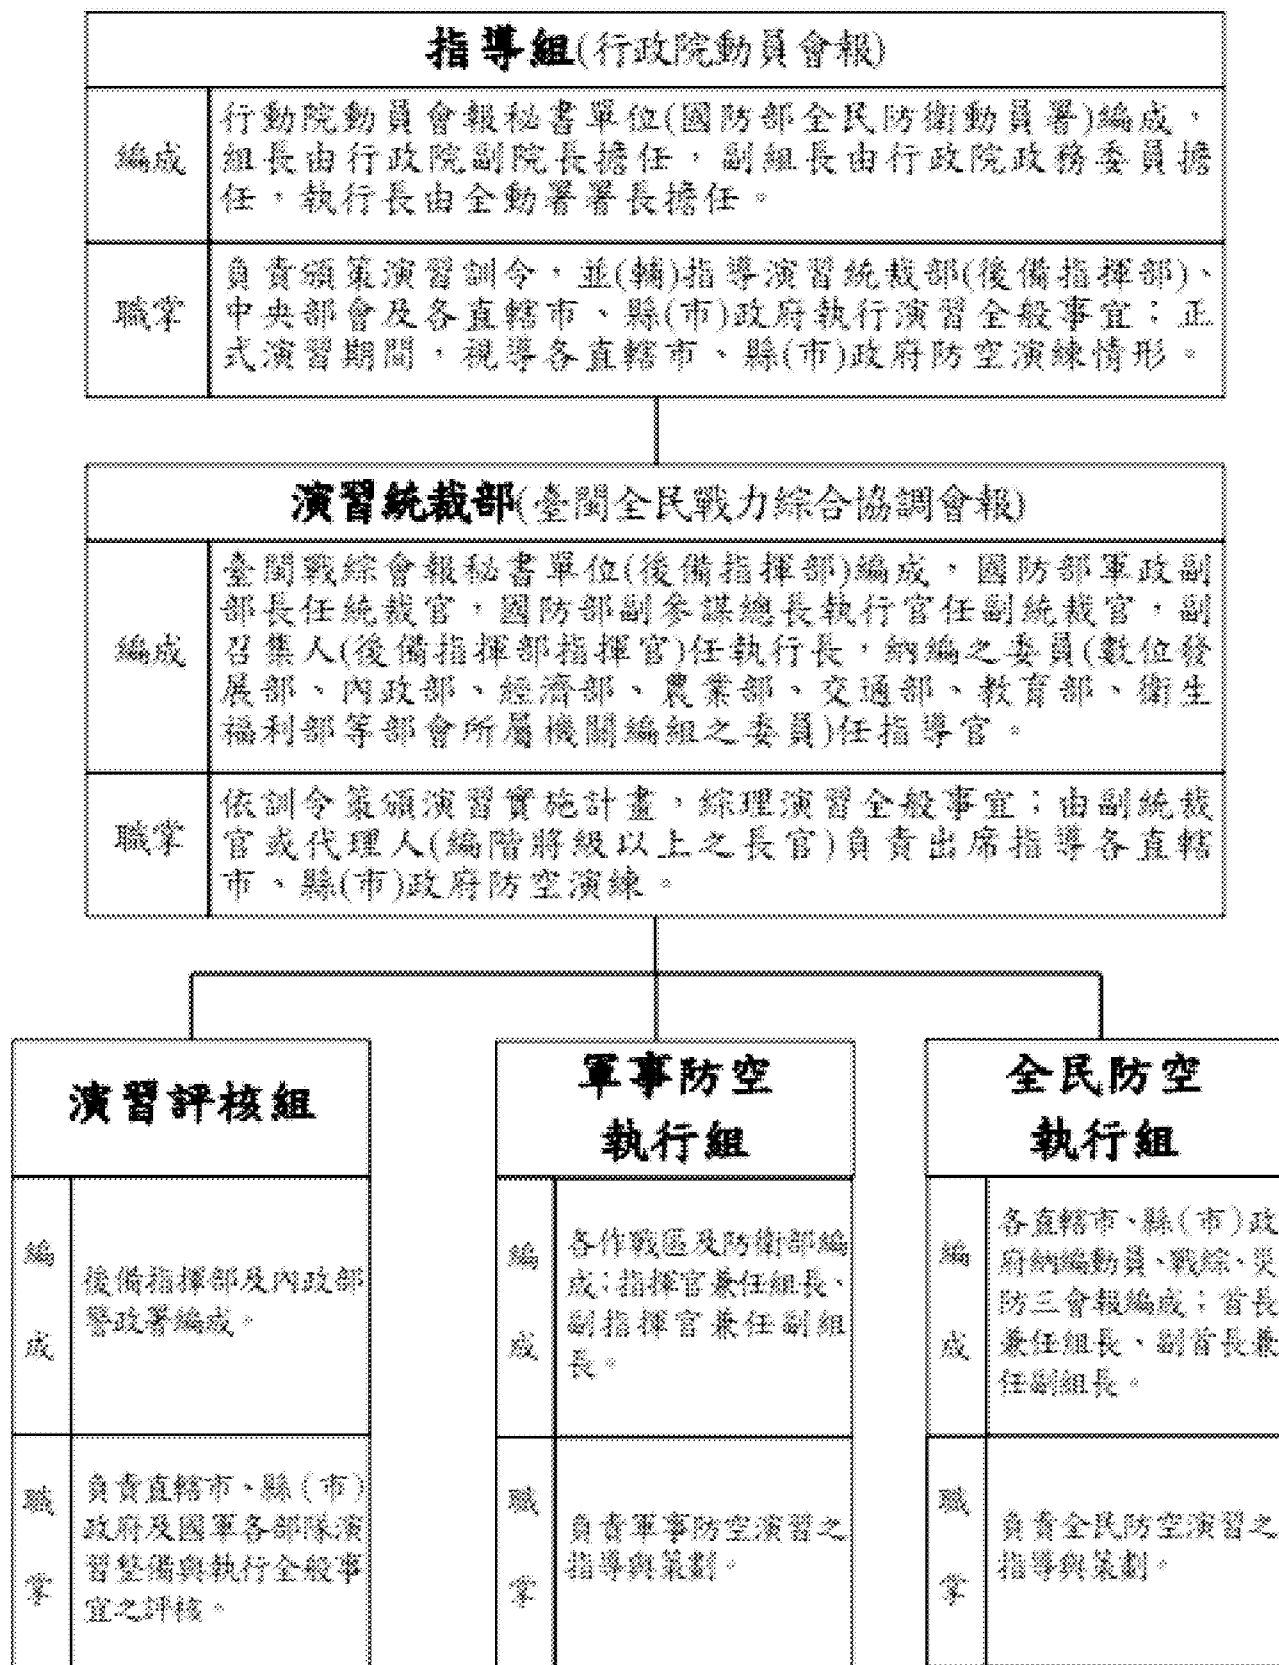 指導組(行政院動員會報)
編成
行動院動員會報秘書單位(國防部全民防衛動員署)編成，
組長由行政院副院長擔任，副組長由行政院政務委員擔
任，執行長由全動署署長擔任。
職掌
負責頒策演習訓令，並(輔)指導演習統裁部(後備指揮部)、
中央部會及各直轄市、縣(市)政府執行演習全般事宜；正
式演習期間，視導各直轄市、縣(市)政府防空演練情形。
演習統裁部(臺閩全民戰力綜合協調會報)
編成
臺閩戰綜會報秘書單位(後備指揮部)編成，國防部軍政副
部長任統裁官，國防部副參謀總長執行官任副統裁官，副
召集人(後備指揮部指揮官)任執行長，納編之委員(數位發
展部、內政部、經濟部、農業部、交通部、教育部、衛生
福利部等部會所屬機關編組之委員)任指導官。
職掌
依訓令策頒演習實施計畫，綜理演習全般事宜；由副統裁
官或代理人(編階將級以上之長官)負責出席指導各直轄
市、縣(市)政府防空演練。
演習評核組
編成
後備指揮部及內政部
警政署編成。
職掌
負責直轄市、縣（市）
政府及國軍各部隊演
習整備與執行全般事
宜之評核。
軍事防空
執行組
編成
各作戰區及防衛部編
成；指揮官兼任組長、
副指揮官兼任副組
長。
職掌
負責軍事防空演習之
指導與策劃。
全民防空
執行組
編成
各直轄市、縣（市）政
府納編動員、戰綜、災
防三會報編成；首長
兼任組長、副首長兼
任副組長。
職掌
負責全民防空演習之
指導與策劃。